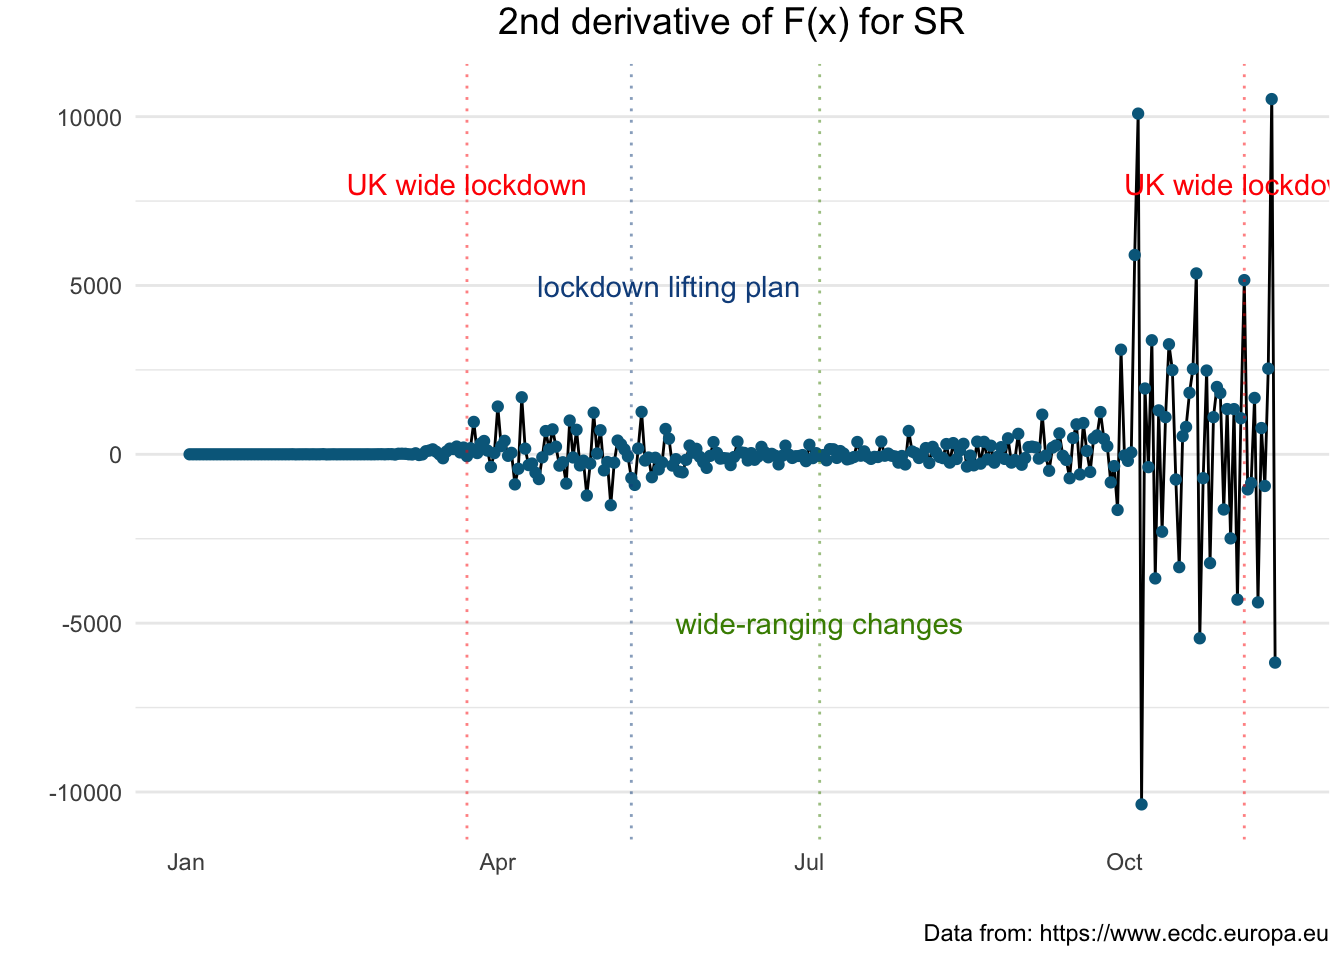 2nd derivative of F(x) for SR
10000
UK wide lockdown
UK wide lockdow
5000
lockdown lifting plan
0
-5000
wide-ranging changes
-10000
Jan
Apr
Jul
Oct
Data from: https://www.ecdc.europa.eu